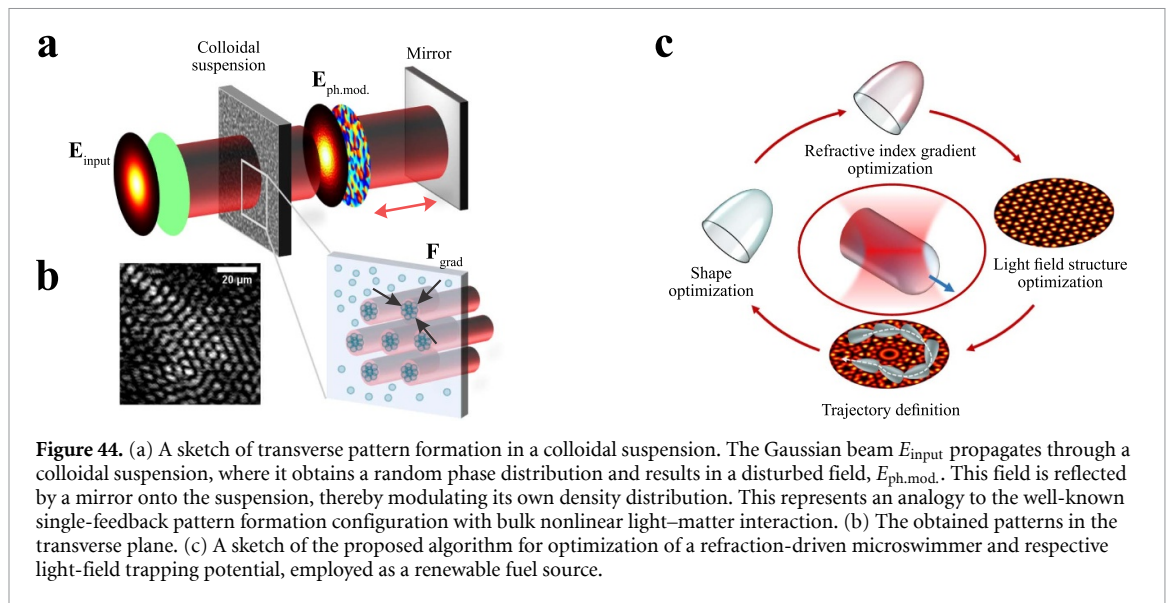 a
Colloidal
suspension
Mirror
E_ph.mod.
E_input
b
20 μm
F_grad
c
Refractive index gradient
optimization
Light field structure
optimization
Shape
optimization
Trajectory definition
Figure 44. (a) A sketch of transverse pattern formation in a colloidal suspension. The Gaussian beam E_input propagates through a
colloidal suspension, where it obtains a random phase distribution and results in a disturbed field, E_ph.mod.. This field is reflected
by a mirror onto the suspension, thereby modulating its own density distribution. This represents an analogy to the well-known
single-feedback pattern formation configuration with bulk nonlinear light–matter interaction. (b) The obtained patterns in the
transverse plane. (c) A sketch of the proposed algorithm for optimization of a refraction-driven microswimmer and respective
light-field trapping potential, employed as a renewable fuel source.